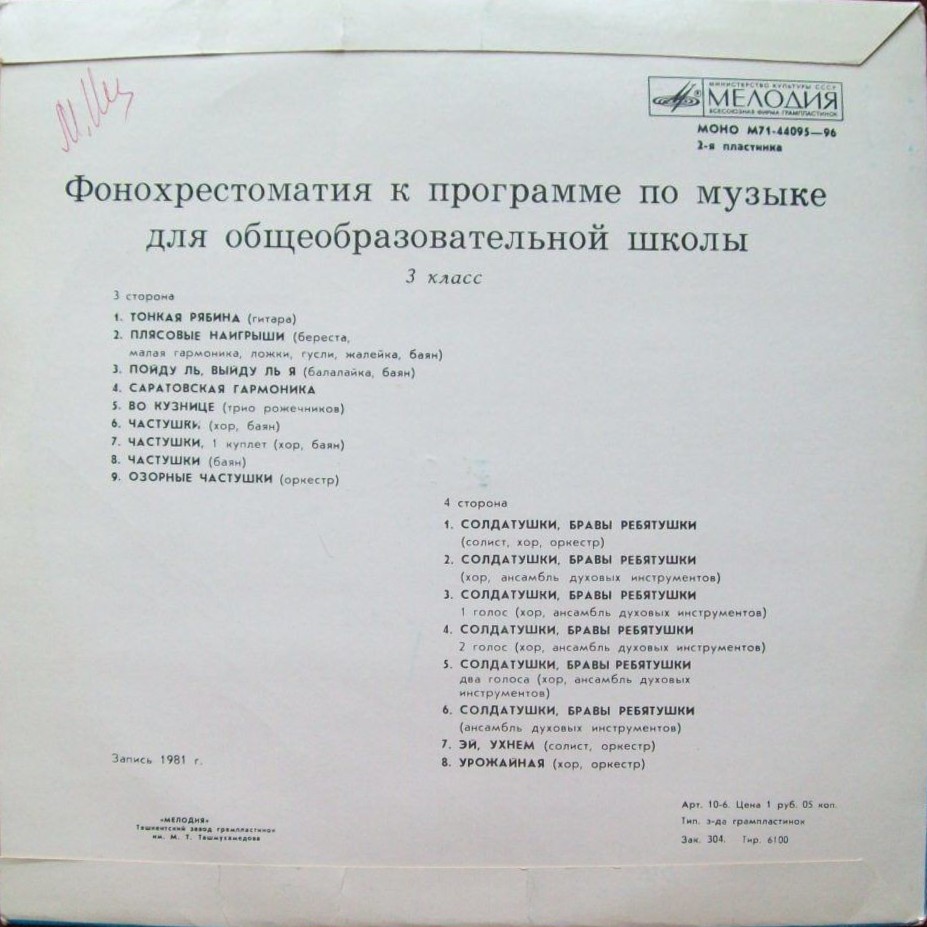 МИНИСТЕРСТВО КУЛЬТУРЫ СССР
МЕЛОДИЯ
ВСЕСОЮЗНАЯ ФИРМА ГРАМПЛАСТИНОК
МОНО М71-44095—96
2-я пластинка
Фонохрестоматия к программе по музыке
для общеобразовательной школы
3 класс
3 сторона
1. ТОНКАЯ РЯБИНА (гитара)
2. ПЛЯСОВЫЕ НАИГРЫШИ (береста,
малая гармоника, ложки, гусли, жалейка, баян)
3. ПОЙДУ ЛЬ, ВЫЙДУ ЛЬ Я (балалайка, баян)
4. САРАТОВСКАЯ ГАРМОНИКА
5. ВО КУЗНИЦЕ (трио рожечников)
6. ЧАСТУШКИ (хор, баян)
7. ЧАСТУШКИ, 1 куплет (хор, баян)
8. ЧАСТУШКИ (баян)
9. ОЗОРНЫЕ ЧАСТУШКИ (оркестр)
4 сторона
1. СОЛДАТУШКИ, БРАВЫ РЕБЯТУШКИ
(солист, хор, оркестр)
2. СОЛДАТУШКИ, БРАВЫ РЕБЯТУШКИ
(хор, ансамбль духовых инструментов)
3. СОЛДАТУШКИ, БРАВЫ РЕБЯТУШКИ
1 голос (хор, ансамбль духовых инструментов)
4. СОЛДАТУШКИ, БРАВЫ РЕБЯТУШКИ
2 голос (хор, ансамбль духовых инструментов)
5. СОЛДАТУШКИ, БРАВЫ РЕБЯТУШКИ
два голоса (хор, ансамбль духовых
инструментов)
6. СОЛДАТУШКИ, БРАВЫ РЕБЯТУШКИ
(ансамбль духовых инструментов)
7. ЭЙ, УХНЕМ (солист, оркестр)
8. УРОЖАЙНАЯ (хор, оркестр)
Запись 1981 г.
«МЕЛОДИЯ»
Ташкентский завод грампластинок
им. М. Т. Ташмухамедова
Арт. 10-6. Цена 1 руб. 05 коп.
Тип. з-да грампластинок
Зак. 304. Тир. 6100